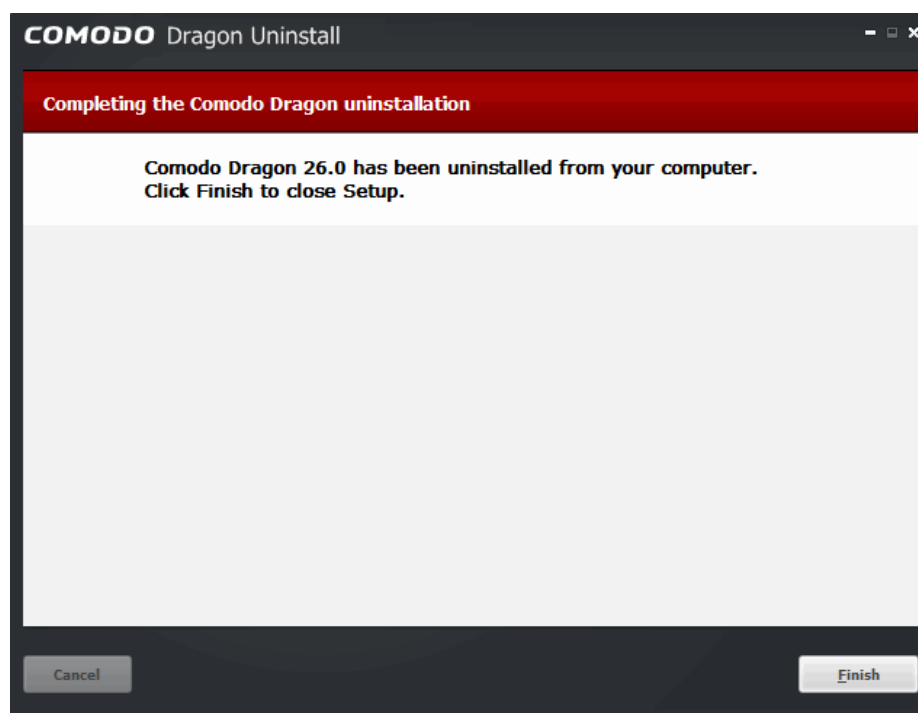 COMODO Dragon Uninstall
Completing the Comodo Dragon uninstallation
Comodo Dragon 26.0 has been uninstalled from your computer.
Click Finish to close Setup.
Cancel
Finish